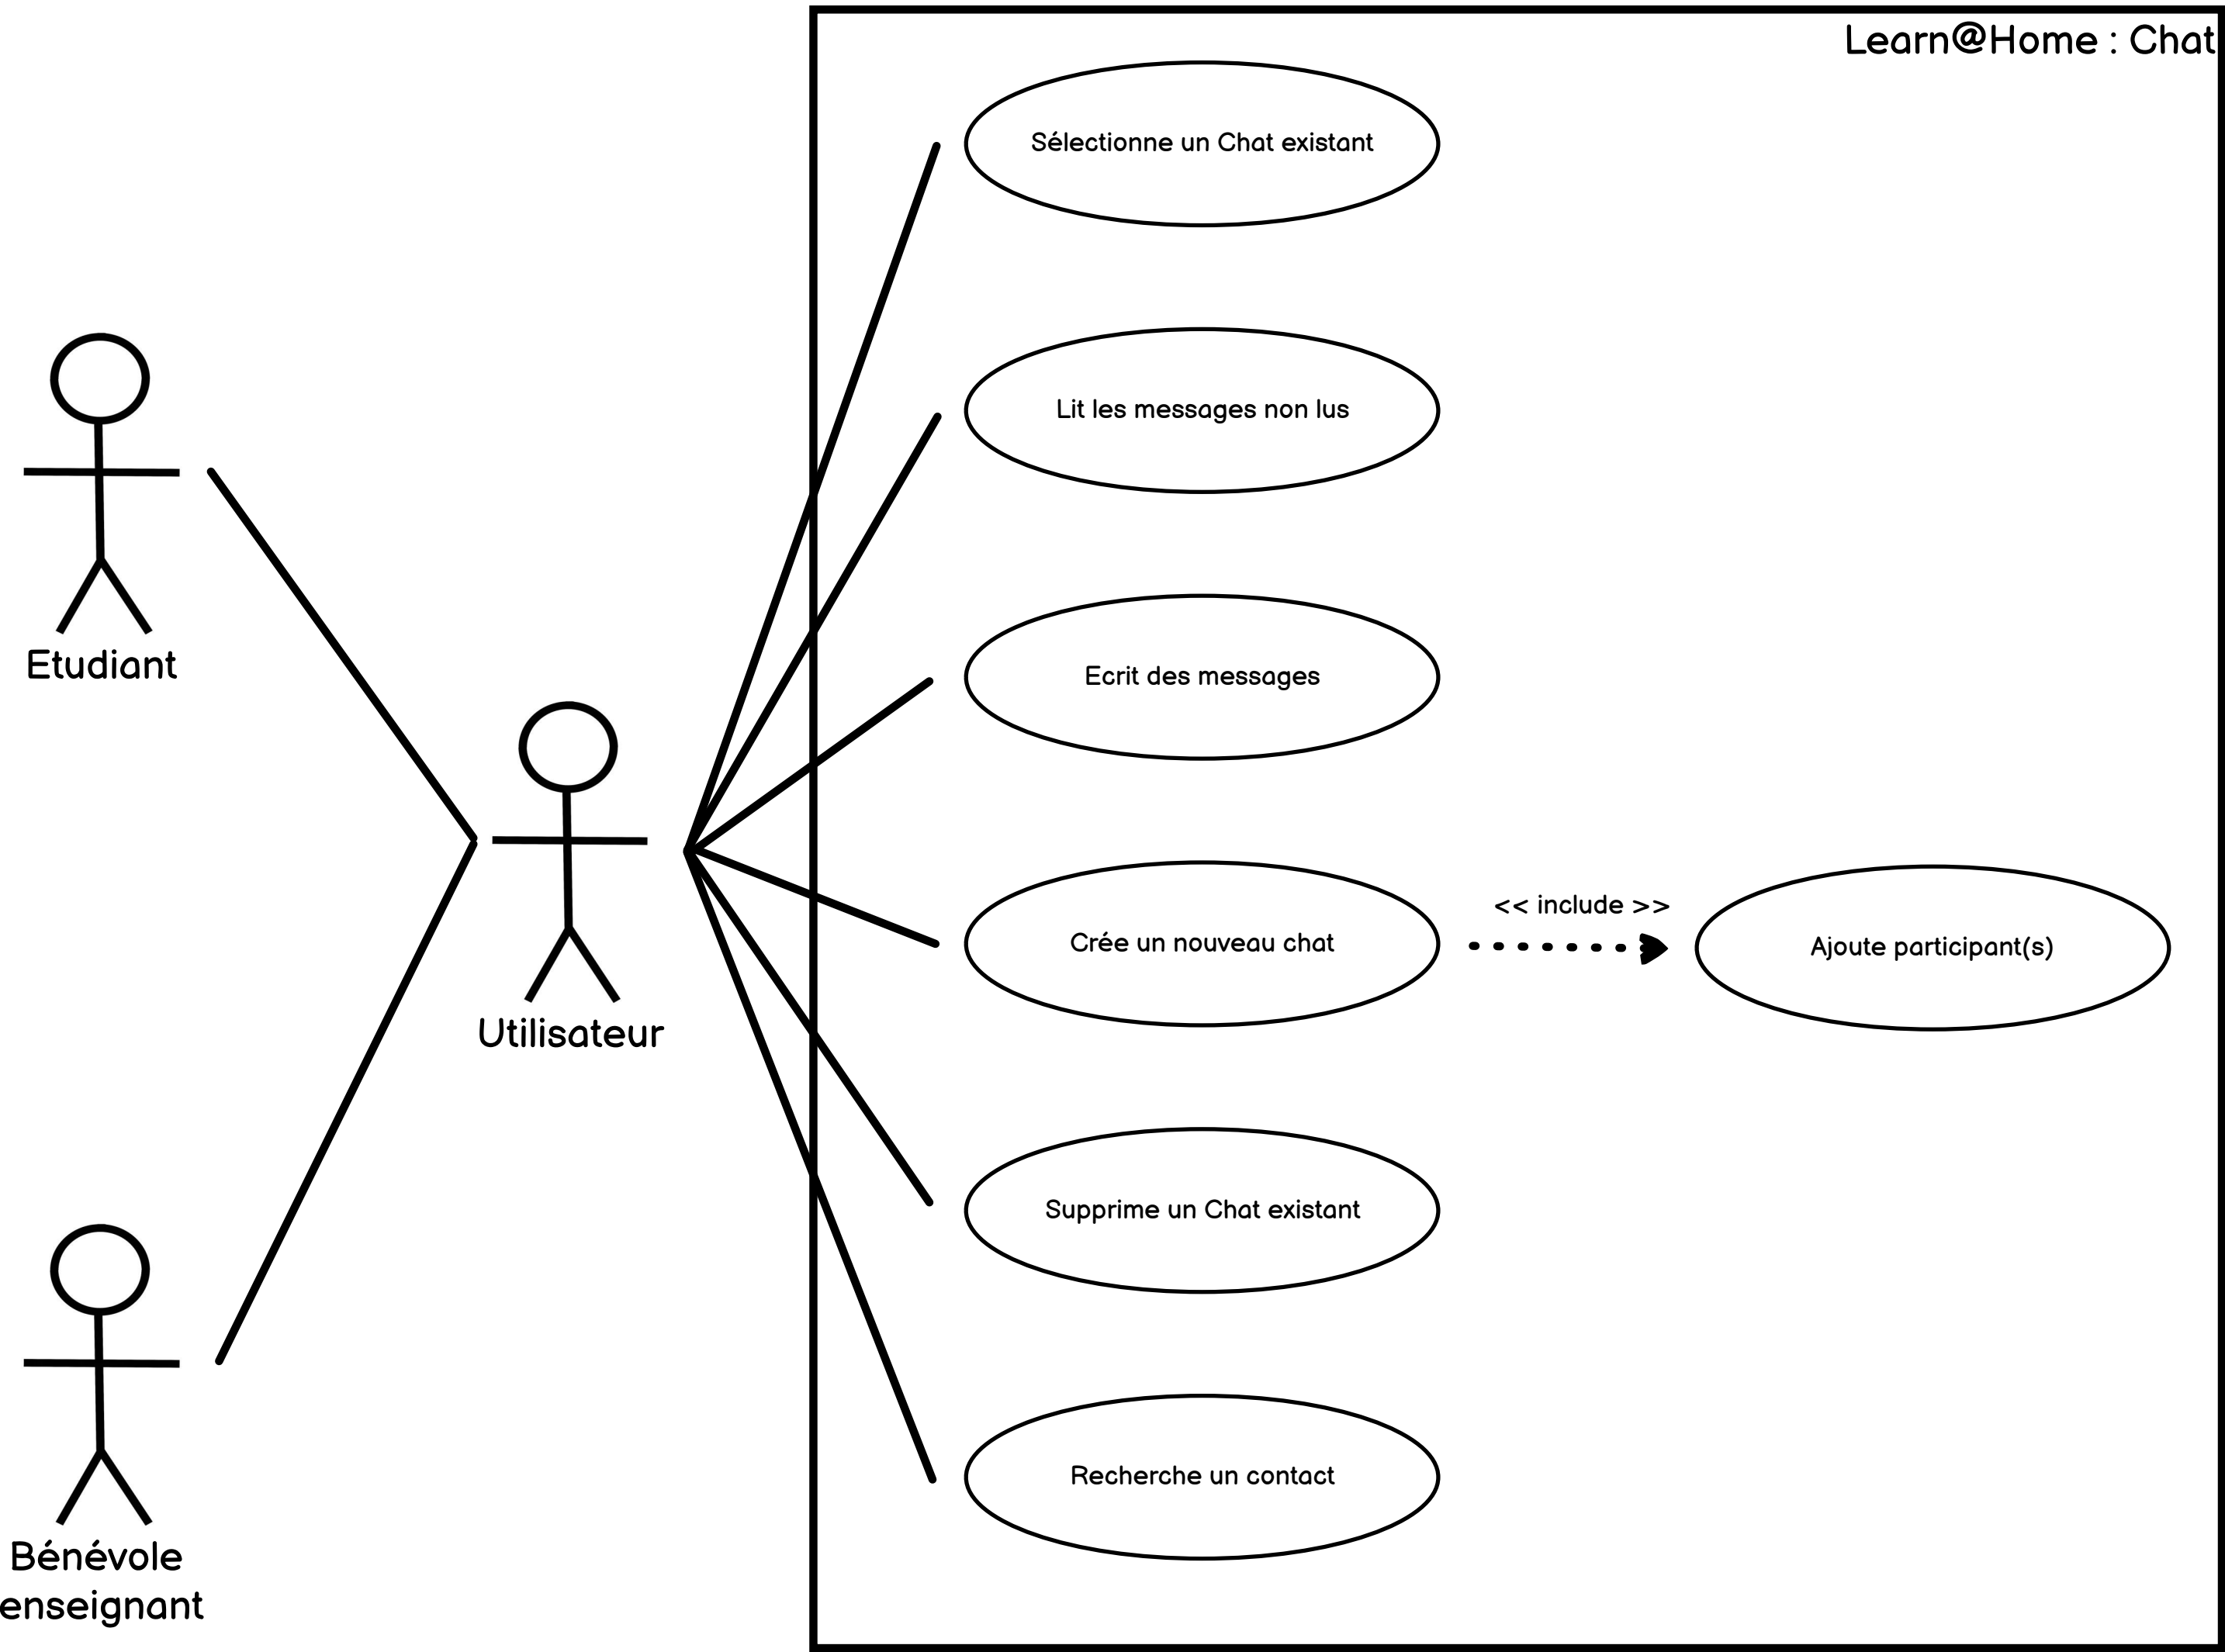 Learn@Home : Chat
Sélectionne un Chat existant
Lit les messages non lus
Etudiant
Ecrit des messages
Utilisateur
<< include >>
Crée un nouveau chat
Ajoute participant(s)
Supprime un Chat existant
Recherche un contact
Bénévole
enseignant